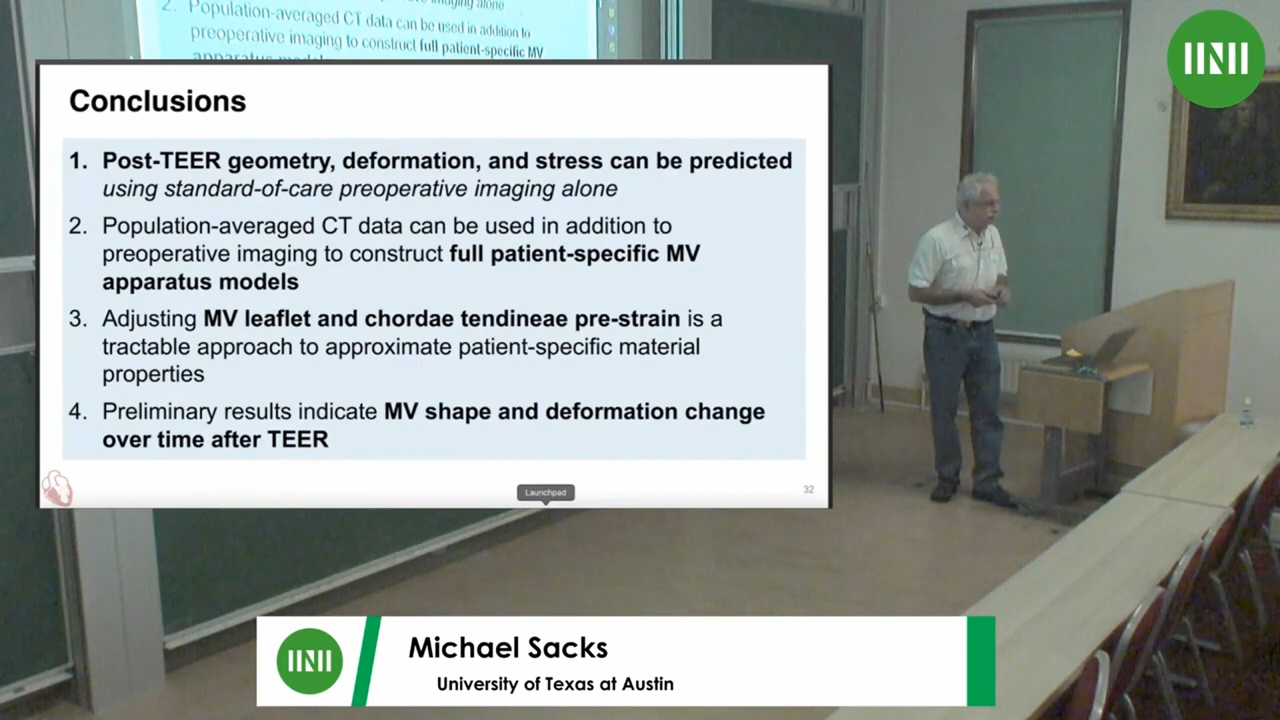 2. Population-averaged CT data can be used in addition to
preoperative imaging to construct full patient-specific MV
Conclusions
1. Post-TEER geometry, deformation, and stress can be predicted
using standard-of-care preoperative imaging alone
2. Population-averaged CT data can be used in addition to
preoperative imaging to construct full patient-specific MV
apparatus models
3. Adjusting MV leaflet and chordae tendineae pre-strain is a
tractable approach to approximate patient-specific material
properties
4. Preliminary results indicate MV shape and deformation change
over time after TEER
Launchpad
32
Michael Sacks
University of Texas at Austin